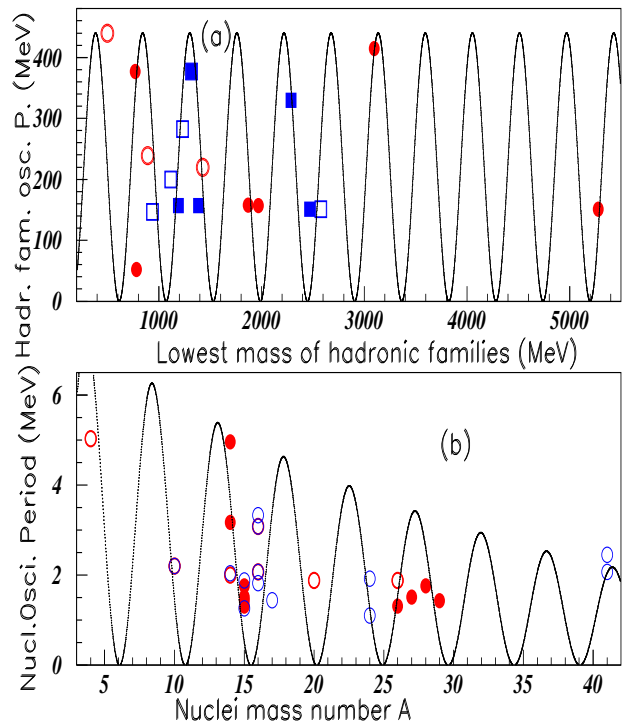 Hadr. fam. osc. P. (MeV)
400
300
200
100
0
(a)
1000 2000 3000 4000 5000
Lowest mass of hadronic families (MeV)
Nucl.Osci. Period (MeV)
6
4
2
0
(b)
5 10 15 20 25 30 35 40
Nuclei mass number A